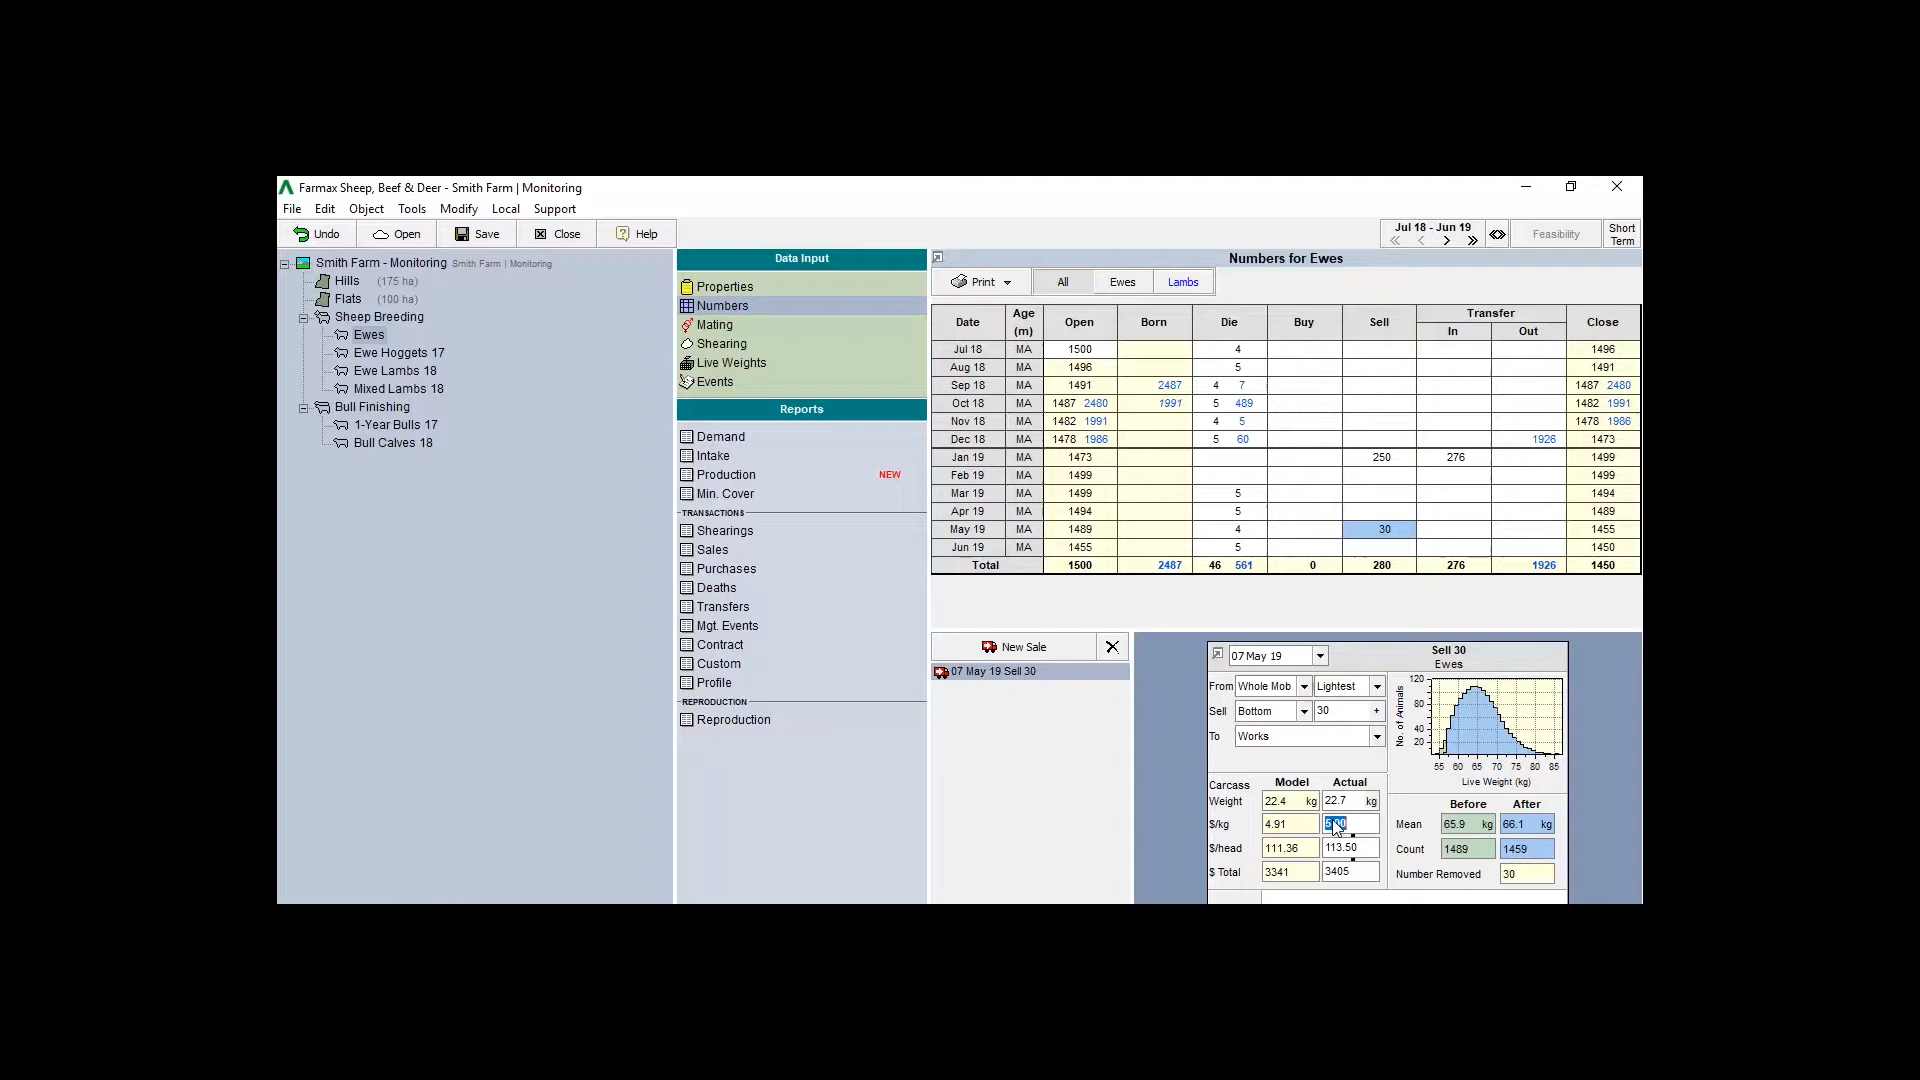 Farmax Sheep, Beef & Deer - Smith Farm | Monitoring
File Edit Object Tools Modify Local Support
Undo Open Save Close Help
Jul 18 - Jun 19
Feasibility
Short Term
Smith Farm - Monitoring Smith Farm | Monitoring
Hills (175 ha)
Flats (100 ha)
Sheep Breeding
Ewes
Ewe Hoggets 17
Ewe Lambs 18
Mixed Lambs 18
Bull Finishing
1-Year Bulls 17
Bull Calves 18
Data Input
Properties
Numbers
Mating
Shearing
Live Weights
Events
Reports
Demand
Intake
Production NEW
Min. Cover
TRANSACTIONS
Shearings
Sales
Purchases
Deaths
Transfers
Mgt. Events
Contract
Custom
Profile
REPRODUCTION
Reproduction
Numbers for Ewes
Print All Ewes Lambs
Date Age (m) Open Born Die Buy Sell Transfer Close
In Out
Jul 18 MA 1500 4 1496
Aug 18 MA 1496 5 1491
Sep 18 MA 1491 2487 4 7 1487 2480
Oct 18 MA 1487 2480 1991 5 489 1482 1991
Nov 18 MA 1482 1991 4 5 1478 1986
Dec 18 MA 1478 1986 5 60 1926 1473
Jan 19 MA 1473 250 276 1499
Feb 19 MA 1499 1499
Mar 19 MA 1499 5 1494
Apr 19 MA 1494 5 1489
May 19 MA 1489 4 30 1455
Jun 19 MA 1455 5 1450
Total 1500 2487 46 561 0 280 276 1926 1450
New Sale
07 May 19 Sell 30
07 May 19
Sell 30
Ewes
From Whole Mob Lightest
Sell Bottom 30 +
To Works
No. of Animals
120
80
40
20
55 60 65 70 75 80 85
Live Weight (kg)
Model Actual
Carcass Weight 22.4 kg 22.7 kg
$/kg 4.91
$/head 111.36 113.50
$ Total 3341 3405
Before After
Mean 65.9 kg 66.1 kg
Count 1489 1459
Number Removed 30